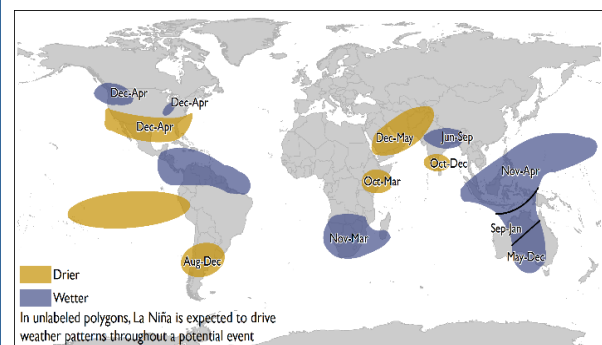 Dec-Apr
Dec-Apr
Dec-Apr
Dec-May
Jun-Sep
Oct-Dec
Nov-Apr
Oct-Mar
Sep-Jan
Nov-Mar
May-Dec
Aug-Dec
Drier
Wetter
In unlabeled polygons, La Niña is expected to drive
weather patterns throughout a potential event